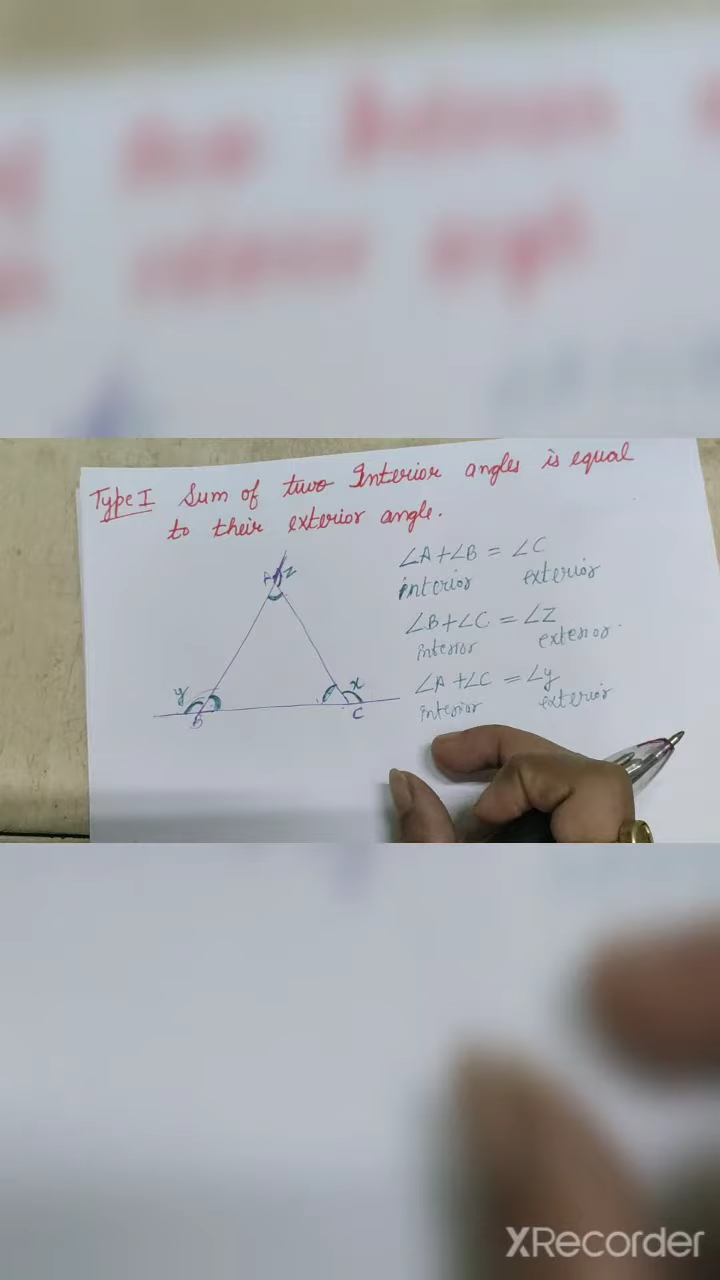 Type I Sum of two Interior angles is equal
to their exterior angle.
∠A+∠B = ∠C
interior exterior
∠B+∠C = ∠Z
interior exterior
∠A +∠C = ∠y
interior exterior
A Z
y
B
x
C
XRecorder